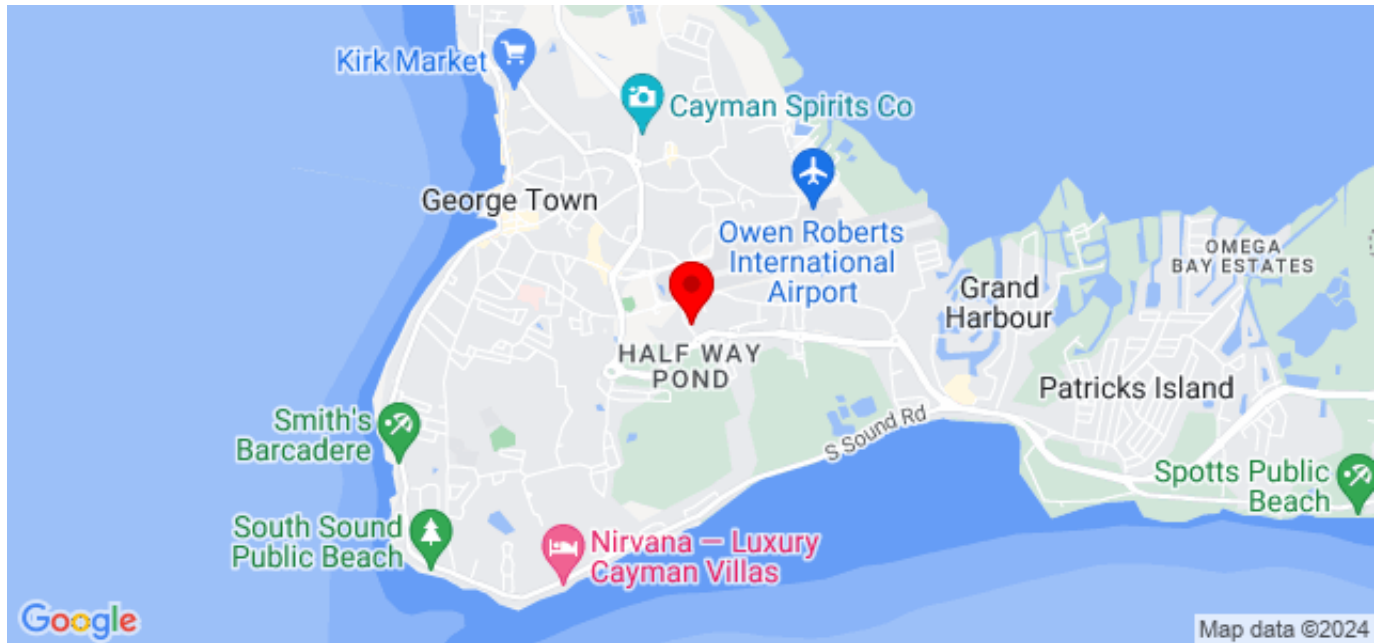 Kirk Market
Cayman Spirits Co
George Town
Owen Roberts
International
Airport
OMEGA
BAY ESTATES
Grand
Harbour
HALF WAY
POND
Patricks Island
Smith's
Barcadere
S Sound Rd
Spotts Public
Beach
South Sound
Public Beach
Nirvana — Luxury
Cayman Villas
Google
Map data ©2024